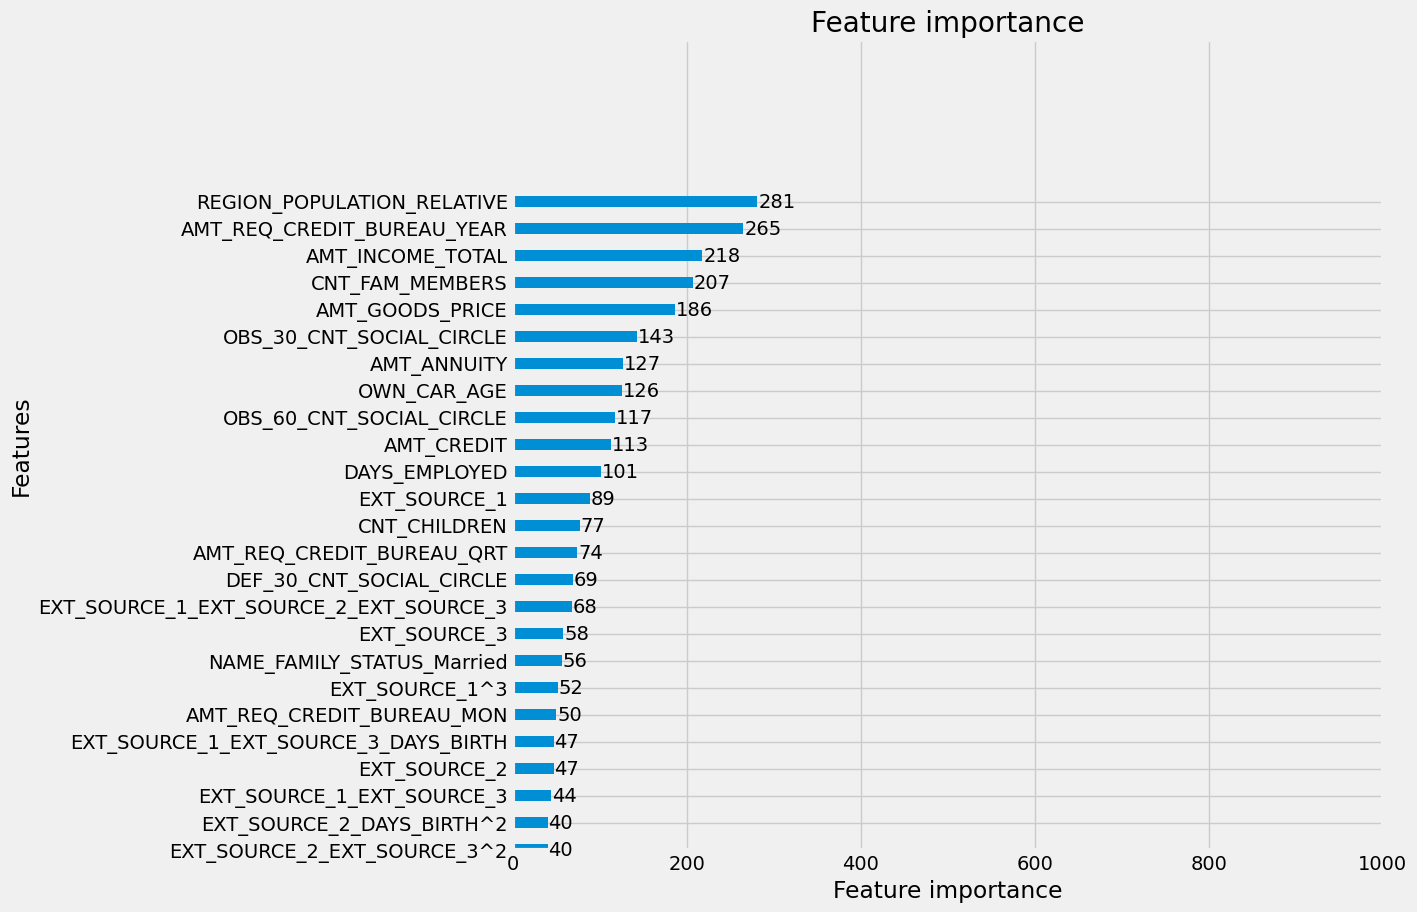 Feature importance
REGION_POPULATION_RELATIVE 281
AMT_REQ_CREDIT_BUREAU_YEAR 265
AMT_INCOME_TOTAL 218
CNT_FAM_MEMBERS 207
AMT_GOODS_PRICE 186
OBS_30_CNT_SOCIAL_CIRCLE 143
AMT_ANNUITY 127
OWN_CAR_AGE 126
OBS_60_CNT_SOCIAL_CIRCLE 117
AMT_CREDIT 113
DAYS_EMPLOYED 101
EXT_SOURCE_1 89
CNT_CHILDREN 77
AMT_REQ_CREDIT_BUREAU_QRT 74
DEF_30_CNT_SOCIAL_CIRCLE 69
EXT_SOURCE_1_EXT_SOURCE_2_EXT_SOURCE_3 68
EXT_SOURCE_3 58
NAME_FAMILY_STATUS_Married 56
EXT_SOURCE_1^3 52
AMT_REQ_CREDIT_BUREAU_MON 50
EXT_SOURCE_1_EXT_SOURCE_3_DAYS_BIRTH 47
EXT_SOURCE_2 47
EXT_SOURCE_1_EXT_SOURCE_3 44
EXT_SOURCE_2_DAYS_BIRTH^2 40
EXT_SOURCE_2_EXT_SOURCE_3^2 40
Features
0 200 400 600 800 1000
Feature importance